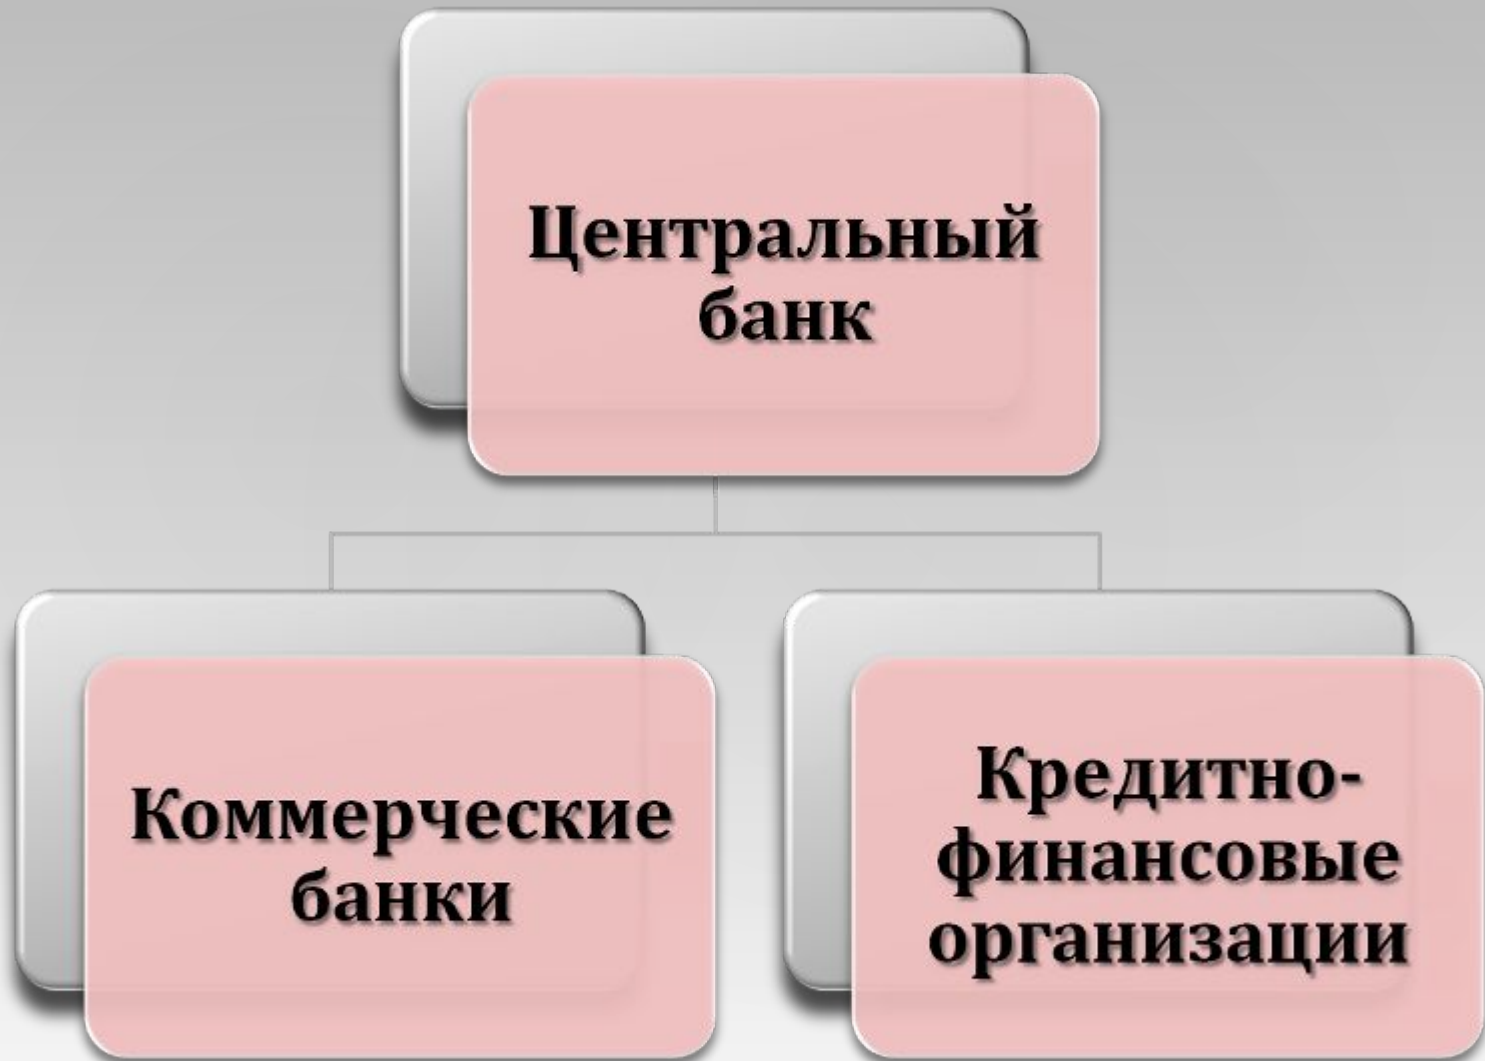 Центральный
банк
Коммерческие
банки
Кредитно-
финансовые
организации